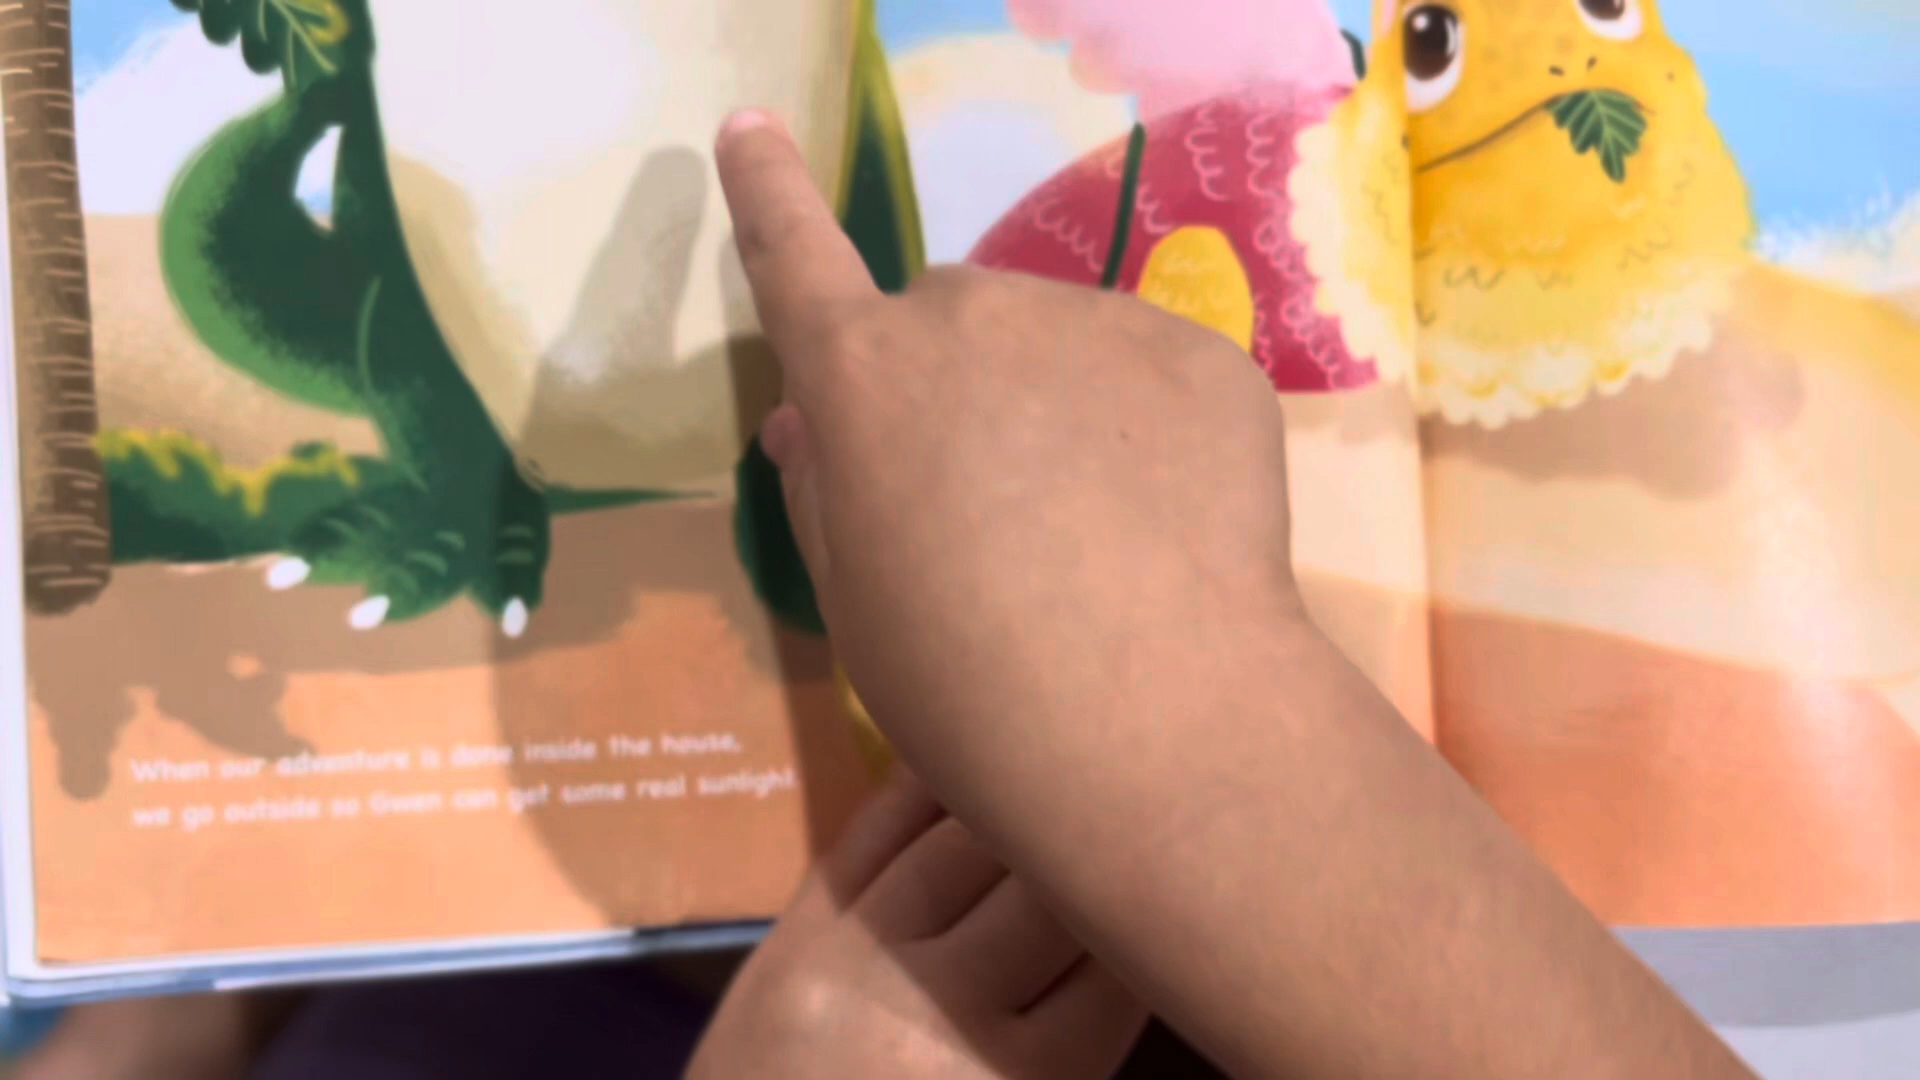 When our adventure is done inside the house,
we go outside so Gwen can get some real sunlight.